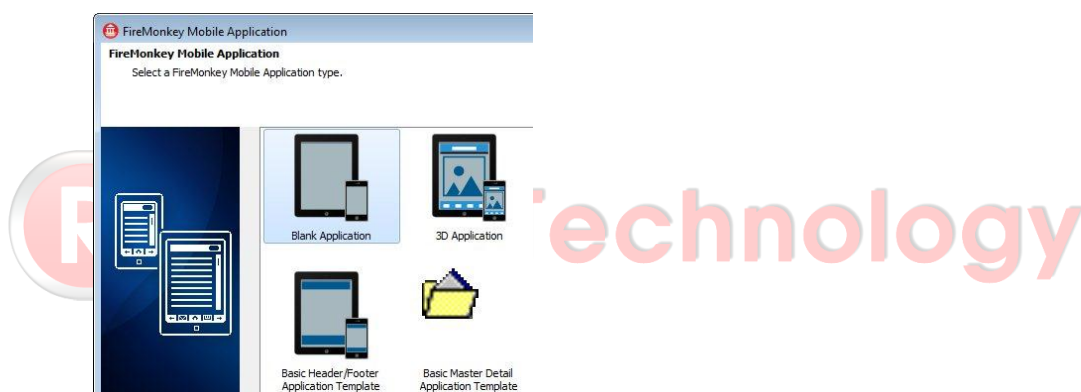 FireMonkey Mobile Application
FireMonkey Mobile Application
Select a FireMonkey Mobile Application type.
R
Technology
Blank Application
3D Application
Basic Header/Footer
Application Template
Basic Master Detail
Application Template